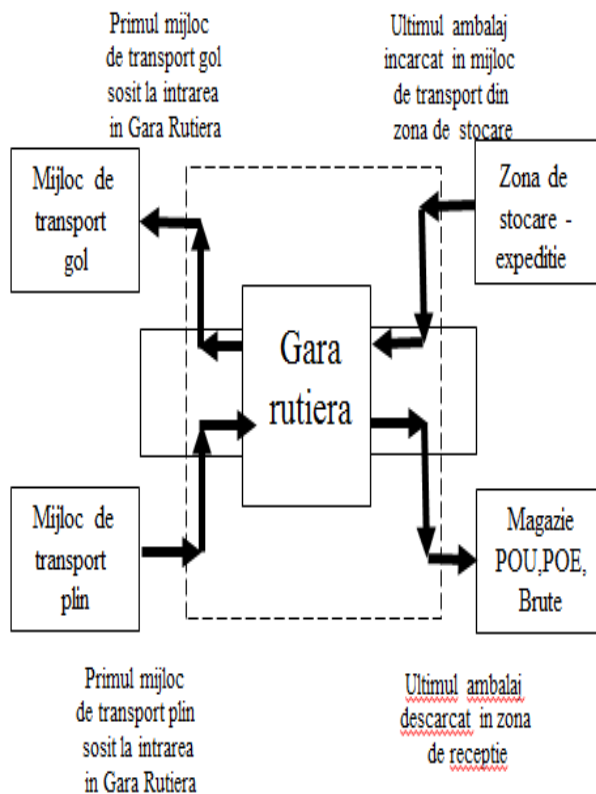 Primul mijloc
de transport gol
sosit la intrarea
in Gara Rutiera
Ultimul ambalaj
incarcat in mijloc
de transport din
zona de stocare
Mijloc de
transport
gol
Zona de
stocare -
expeditie
Gara
rutiera
Mijloc de
transport
plin
Magazie
POU,POE,
Brute
Primul mijloc
de transport plin
sosit la intrarea
in Gara Rutiera
Ultimul ambalaj
descarcat in zona
de receptie